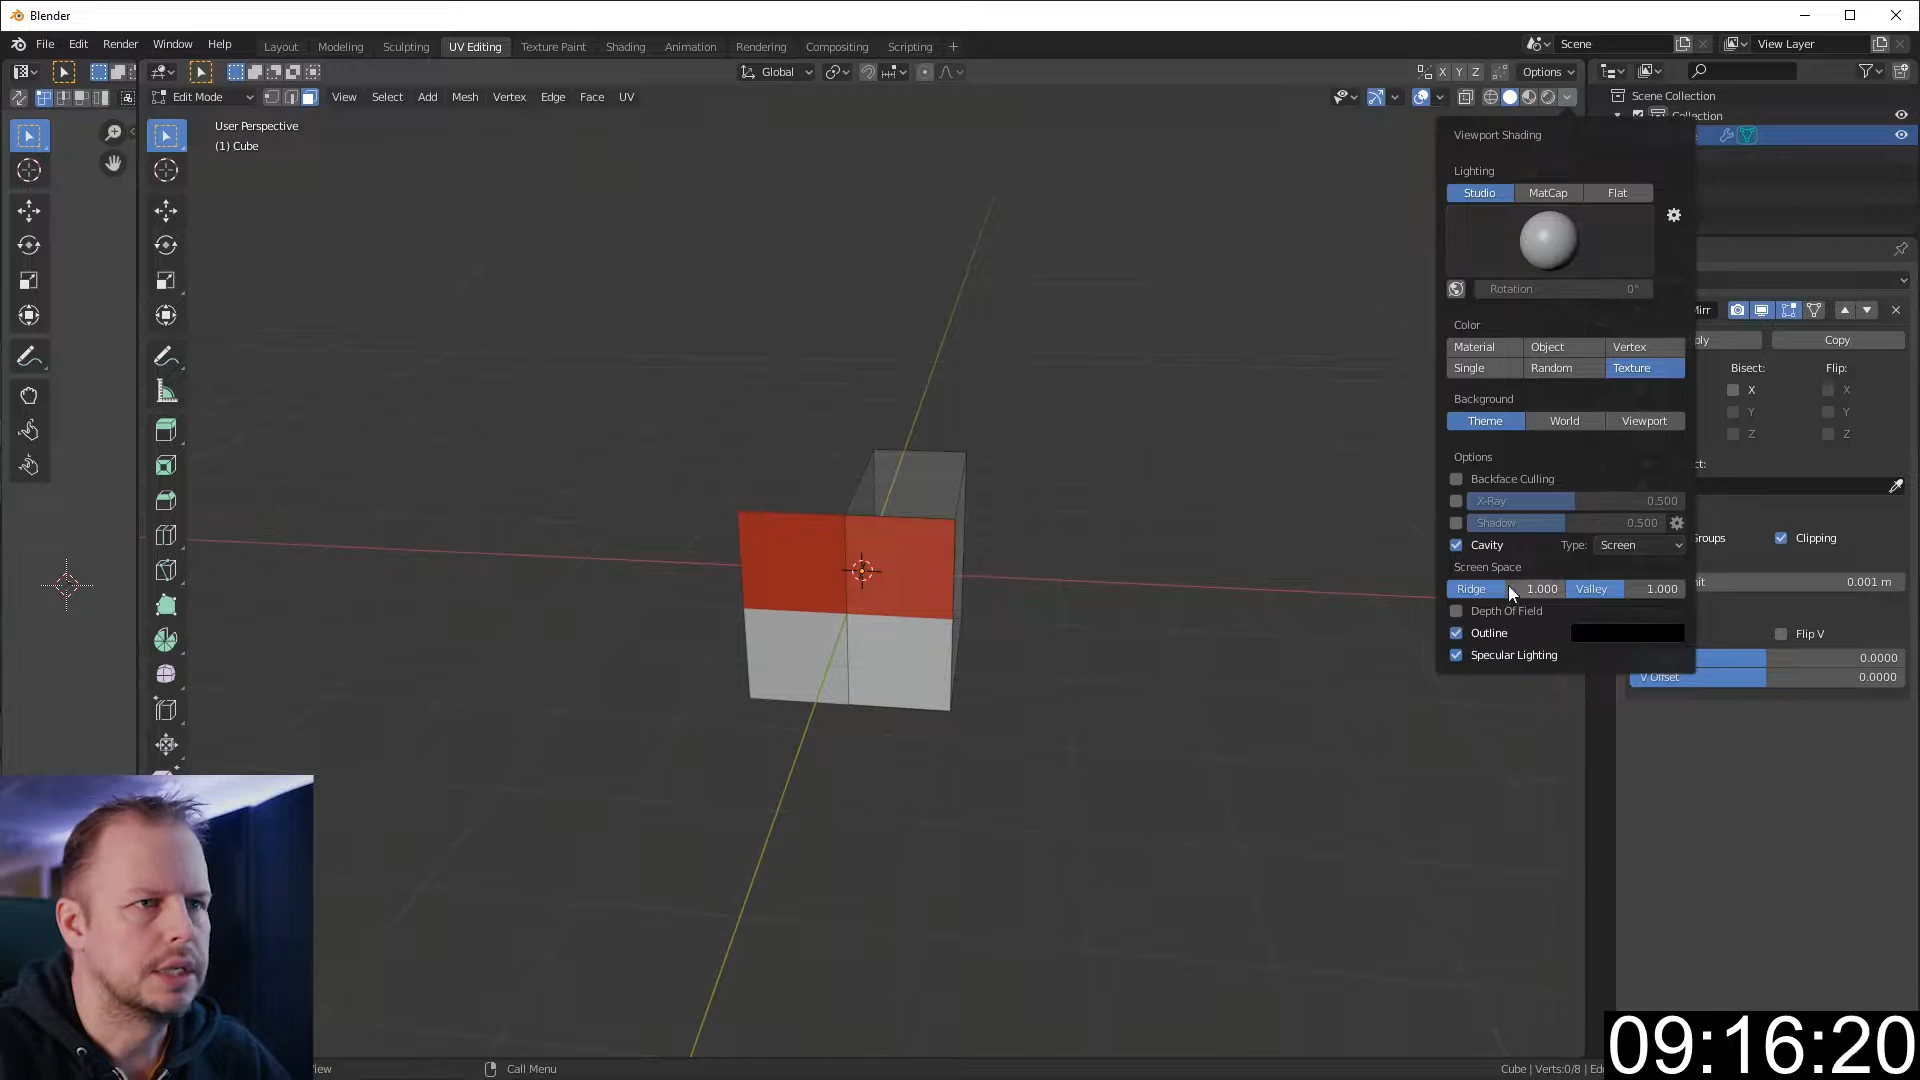 Blender
File Edit Render Window Help Layout Modeling Sculpting UV Editing Texture Paint Shading Animation Rendering Compositing Scripting + Scene View Layer
Global X Y Z Options
Edit Mode View Select Add Mesh Vertex Edge Face UV Scene Collection
Collection
User Perspective
(1) Cube
Viewport Shading
Lighting
Studio MatCap Flat
Rotation 0°
Mirr
Copy
Color
Material Object Vertex
Single Random Texture
Bisect: Flip:
X X
Y Y
Z Z
Background
Theme World Viewport
Options
Backface Culling
X-Ray 0.500
Shadow 0.500
Cavity Type: Screen
Clipping
Screen Space
Ridge 1.000 Valley 1.000
0.001 m
Depth Of Field
Outline
Flip V
Specular Lighting
0.0000
V Offset 0.0000
Call Menu
Cube | Verts:0/8 |
09:16:20